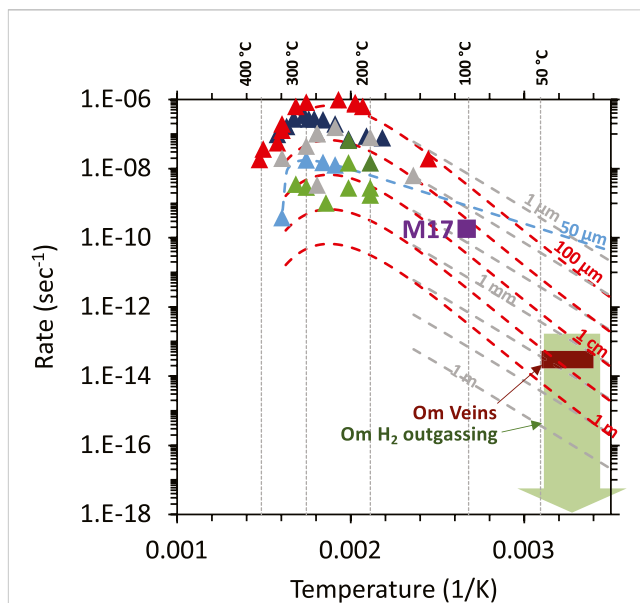 400 °C
300 °C
200 °C
100 °C
50 °C
1.E-06
1.E-08
1.E-10
1.E-12
1.E-14
1.E-16
1.E-18
Rate (sec⁻¹)
1 µm
50 µm
100 µm
M17
1 mm
1 cm
1 m
1 m
Om Veins
Om H₂ outgassing
0.001
0.002
0.003
Temperature (1/K)